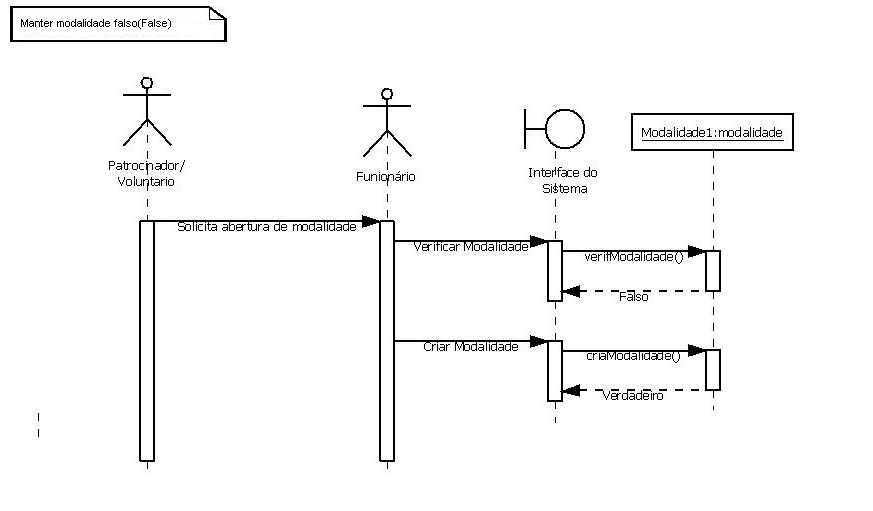 Manter modalidade falso(False)
Patrocinador/
Voluntario
Funionário
Interface do
Sistema
Modalidade1:modalidade
Solicita abertura de modalidade
Verificar Modalidade
verifModalidade()
Falso
Criar Modalidade
criaModalidade()
Verdadeiro